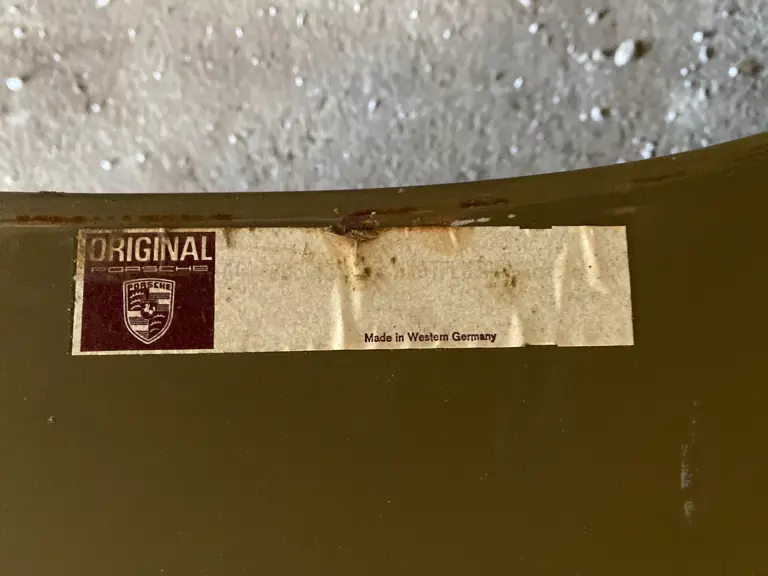 ORIGINAL
PORSCHE
PORSCHE
Made in Western Germany